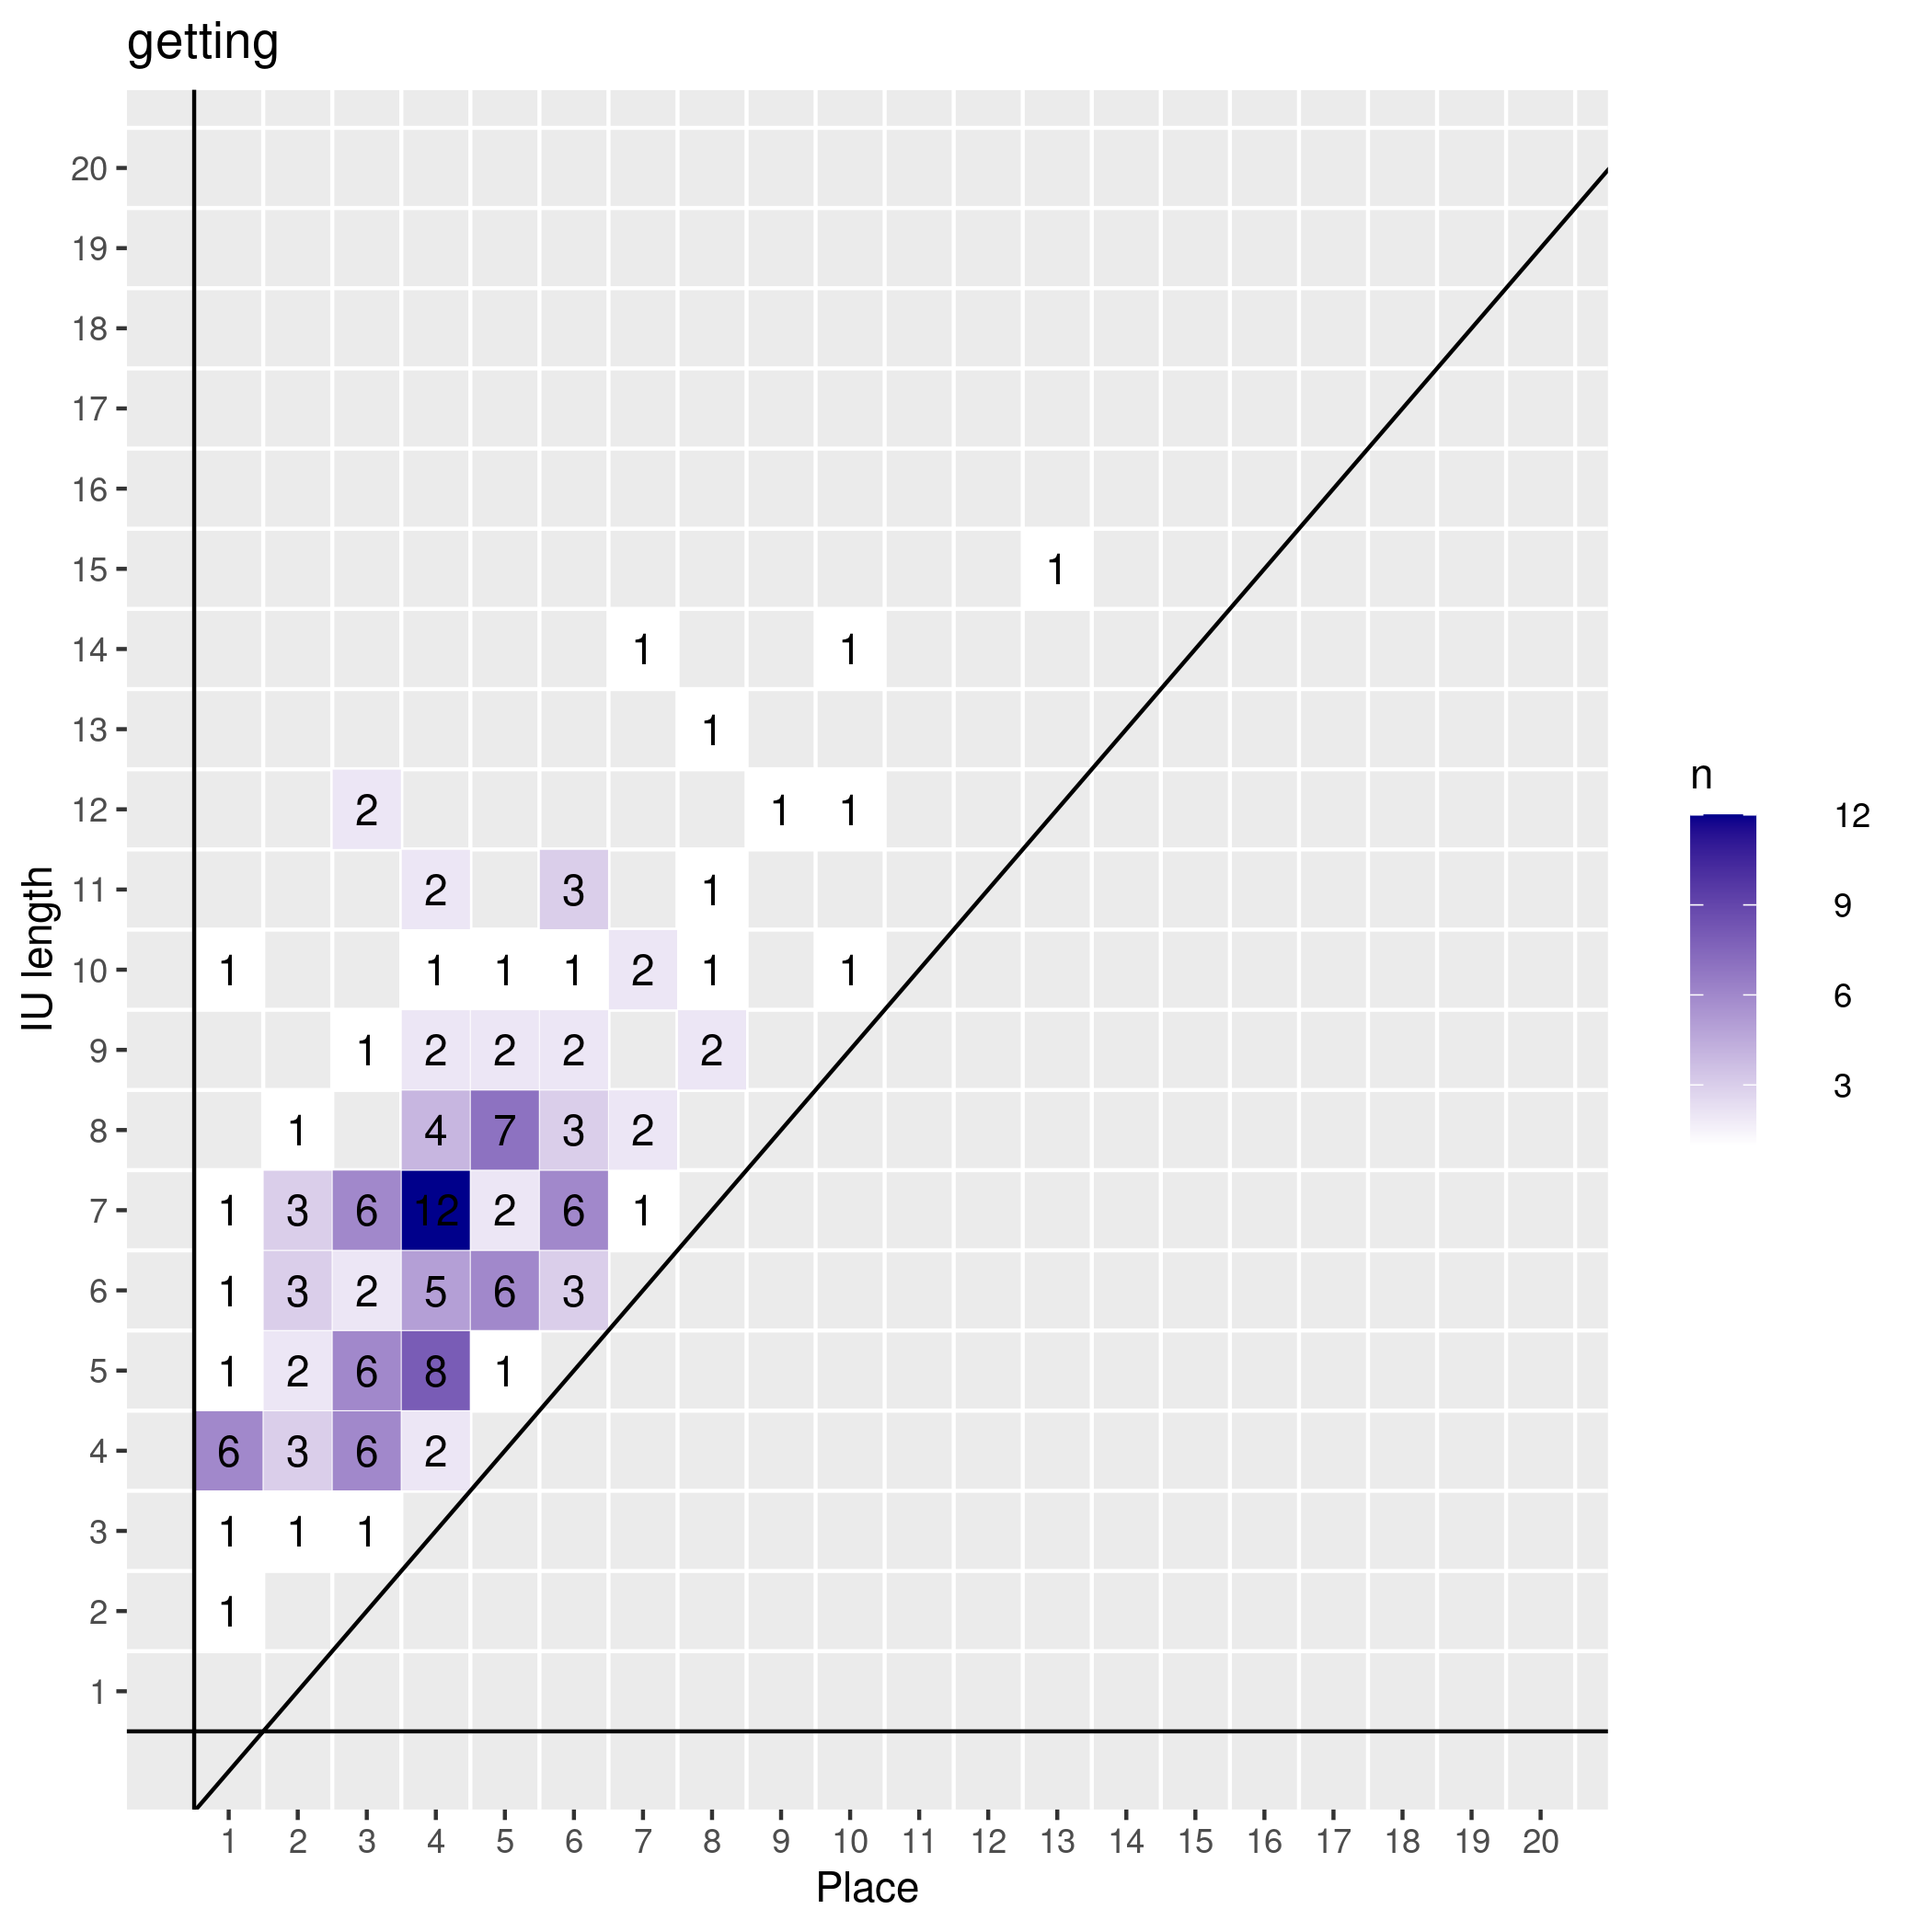 getting
20
19
18
17
16
15 1
14 1 1
13 1
12 2 1 1
11 2 3 1
10 1 1 1 1 2 1 1
9 1 2 2 2 2
8 1 4 7 3 2
7 1 3 6 12 2 6 1
6 1 3 2 5 6 3
5 1 2 6 8 1
4 6 3 6 2
3 1 1 1
2 1
1
IU length
1 2 3 4 5 6 7 8 9 10 11 12 13 14 15 16 17 18 19 20
Place
n
12
9
6
3